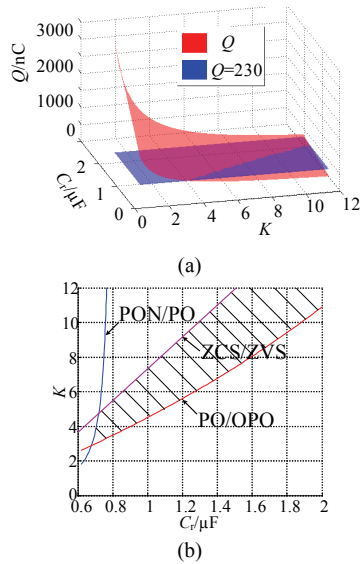 3000
2000
1000
0
Q/nC
Q
Q=230
2
1
0
Cr/μF
0
2
4
6
8
10
12
K
(a)
12
10
8
6
4
2
0
K
PON/PO
ZCS/ZVS
PO/OPO
0.6 0.8 1 1.2 1.4 1.6 1.8 2
Cr/μF
(b)